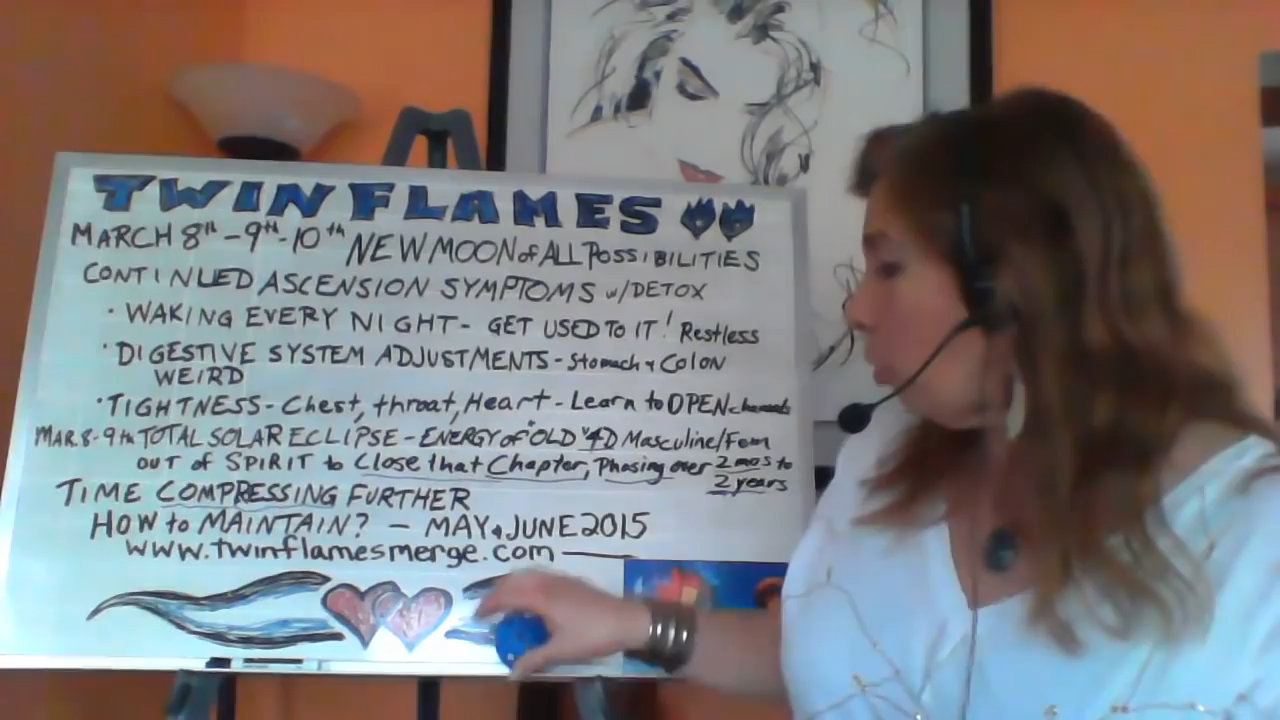 TWIN FLAMES
MARCH 8th - 9th - 10th NEW MOON of ALL POSSIBILITIES
CONTINUED ASCENSION SYMPTOMS w/DETOX
• WAKING EVERY NIGHT - GET USED TO IT! Restless
• DIGESTIVE SYSTEM ADJUSTMENTS - Stomach + COLON
WEIRD
• TIGHTNESS - Chest, throat, Heart - Learn to OPEN
MAR. 8-9th TOTAL SOLAR ECLIPSE - ENERGY of "OLD" 4D Masculine/Fem
OUT of SPIRIT to Close that Chapter, Phasing over 2 mos to
2 years
TIME COMPRESSING FURTHER
HOW to MAINTAIN? - MAY & JUNE 2015
www.twinflamesmerge.com